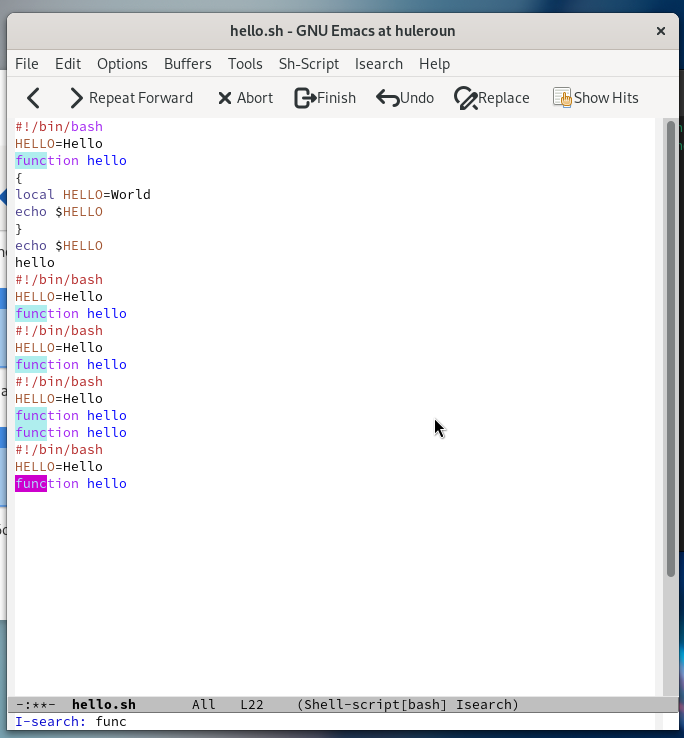 hello.sh - GNU Emacs at huleroun
File Edit Options Buffers Tools Sh-Script Isearch Help
Repeat Forward Abort Finish Undo Replace Show Hits
#!/bin/bash
HELLO=Hello
function hello
{
local HELLO=World
echo $HELLO
}
echo $HELLO
hello
#!/bin/bash
HELLO=Hello
function hello
#!/bin/bash
HELLO=Hello
function hello
#!/bin/bash
HELLO=Hello
function hello
function hello
#!/bin/bash
HELLO=Hello
function hello
-:**- hello.sh All L22 (Shell-script[bash] Isearch)
I-search: func